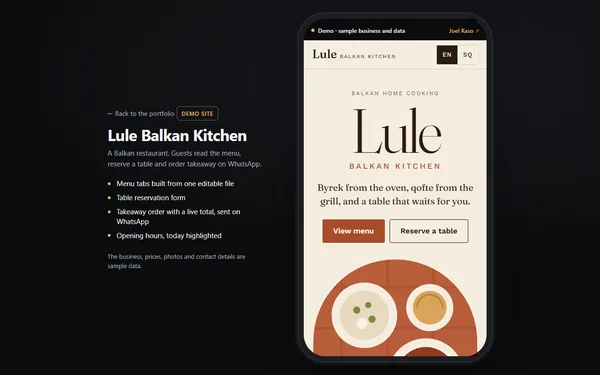 ← Back to the portfolio DEMO SITE
Lule Balkan Kitchen
A Balkan restaurant. Guests read the menu,
reserve a table and order takeaway on WhatsApp.
Menu tabs built from one editable file
Table reservation form
Takeaway order with a live total, sent on
WhatsApp
Opening hours, today highlighted
The business, prices, photos and contact details are
sample data.
Demo - sample business and data Joel Kaso ↗
Lule BALKAN KITCHEN EN SQ
BALKAN HOME COOKING
Lule
BALKAN KITCHEN
Byrek from the oven, qofte from the
grill, and a table that waits for you.
View menu Reserve a table